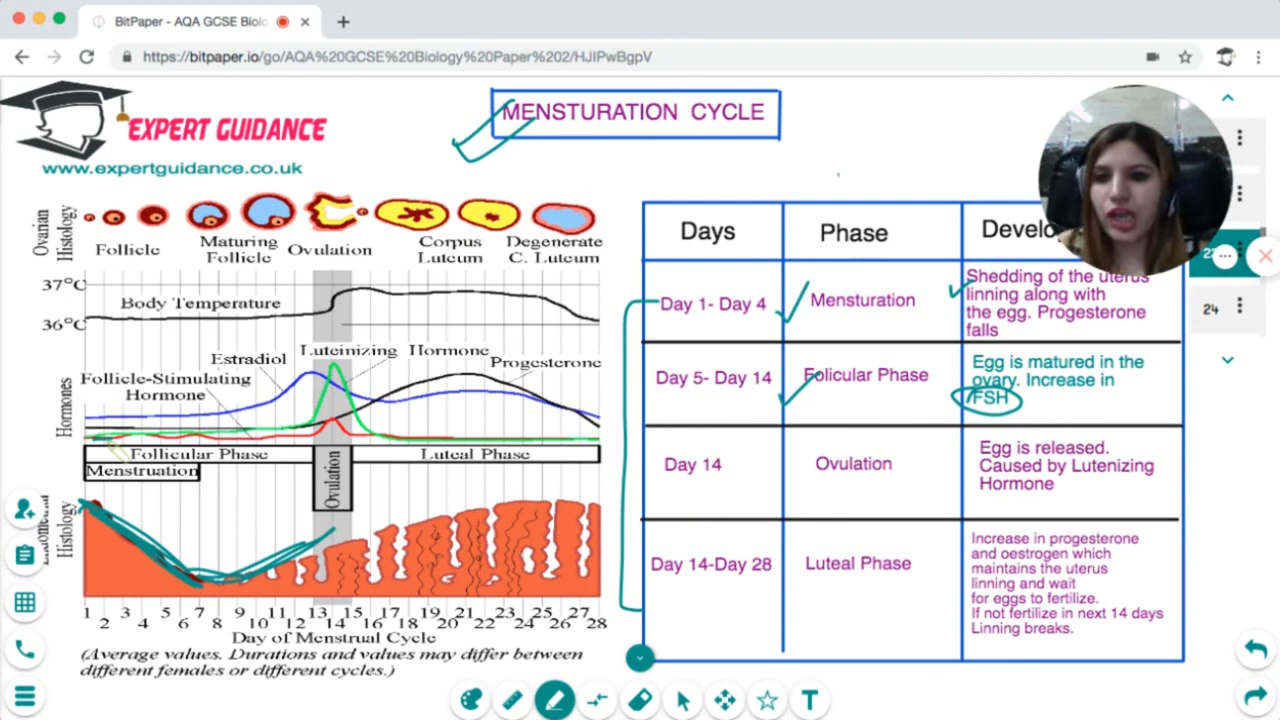 BitPaper - AQA GCSE Biolo
https://bitpaper.io/go/AQA%20GCSE%20Biology%20Paper%202/HJIPwBgpV
EXPERT GUIDANCE
www.expertguidance.co.uk
MENSTURATION CYCLE
Ovarian
Histology
Follicle
Maturing
Follicle
Ovulation
Corpus
Luteum
Degenerate
C. Luteum
37°C
Body Temperature
36°C
Hormones
Estradiol
Luteinizing Hormone
Progesterone
Follicle-Stimulating
Hormone
Follicular Phase
Ovulation
Luteal Phase
Menstruation
Histology
1 2 3 4 5 6 7 8 9 10 11 12 13 14 15 16 17 18 19 20 21 22 23 24 25 26 27 28
Day of Menstrual Cycle
(Average values. Durations and values may differ between
different females or different cycles.)
Days
Phase
Day 1- Day 4
Mensturation
Shedding of the uterus
linning along with
the egg. Progesterone
falls
Day 5- Day 14
Folicular Phase
Egg is matured in the
ovary. Increase in
FSH
Day 14
Ovulation
Egg is released.
Caused by Lutenizing
Hormone
Day 14-Day 28
Luteal Phase
Increase in progesterone
and oestrogen which
maintains the uterus
linning and wait
for eggs to fertilize.
If not fertilize in next 14 days
Linning breaks.
24
T